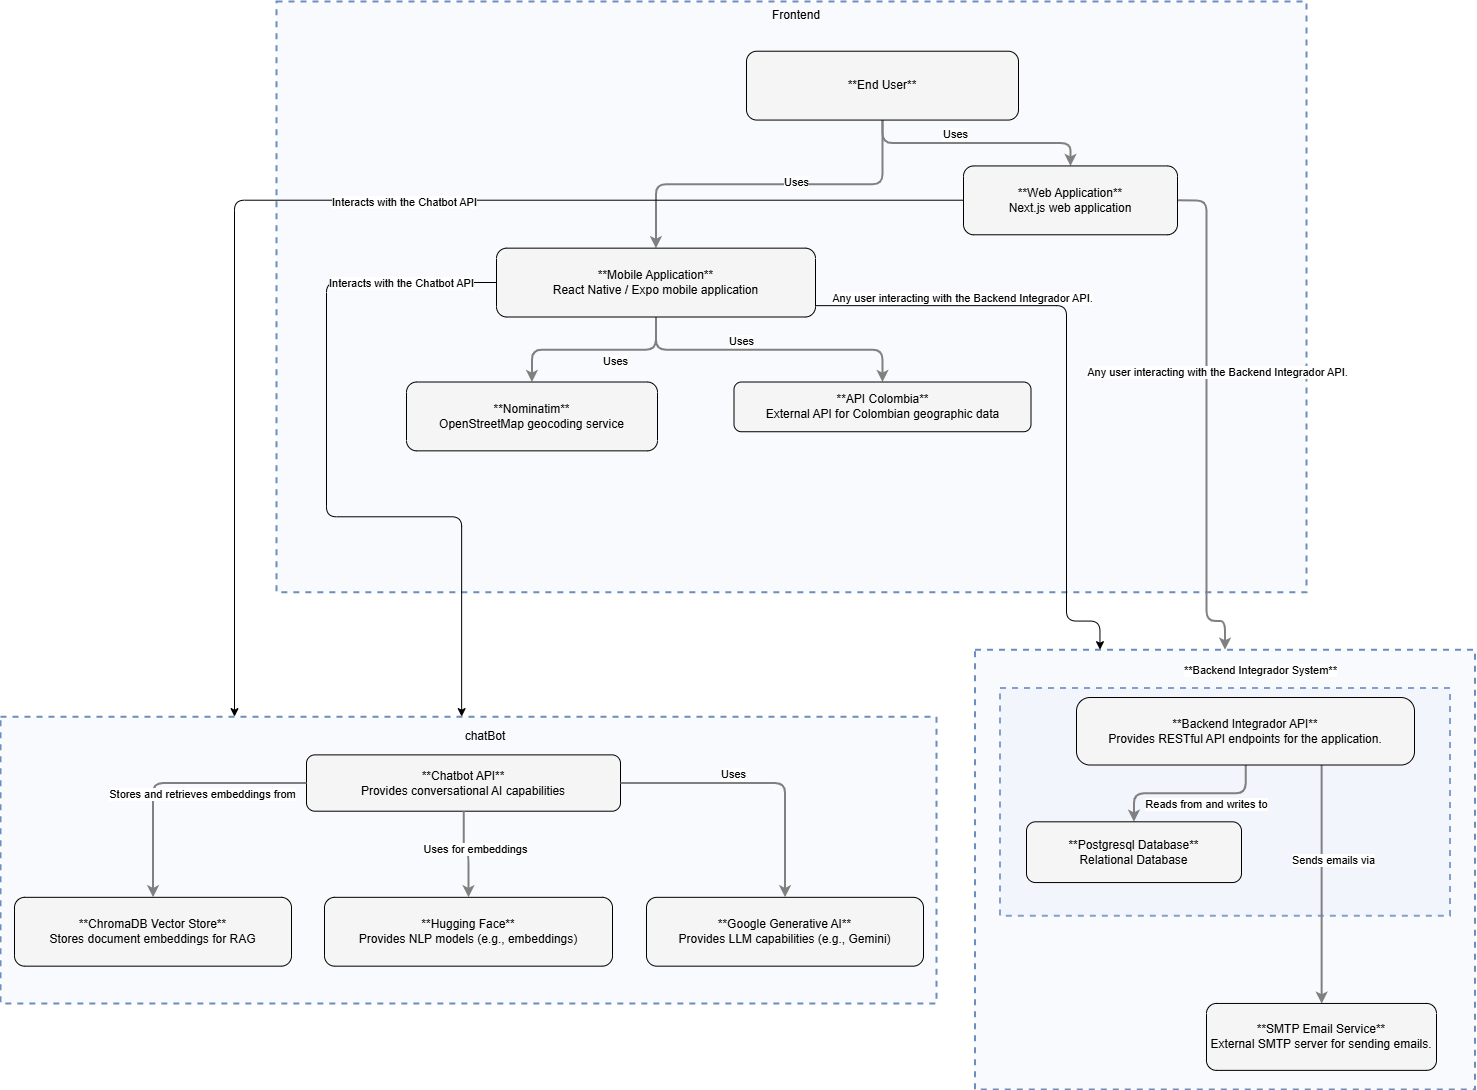 Frontend
**End User**
Uses
Uses
**Web Application**
Next.js web application
Interacts with the Chatbot API
**Mobile Application**
React Native / Expo mobile application
Interacts with the Chatbot API
Any user interacting with the Backend Integrador API.
Uses
Uses
Any user interacting with the Backend Integrador API.
**Nominatim**
OpenStreetMap geocoding service
**API Colombia**
External API for Colombian geographic data
**Backend Integrador System**
**Backend Integrador API**
Provides RESTful API endpoints for the application.
Reads from and writes to
**Postgresql Database**
Relational Database
Sends emails via
**SMTP Email Service**
External SMTP server for sending emails.
chatBot
**Chatbot API**
Provides conversational AI capabilities
Stores and retrieves embeddings from
Uses
Uses for embeddings
**ChromaDB Vector Store**
Stores document embeddings for RAG
**Hugging Face**
Provides NLP models (e.g., embeddings)
**Google Generative AI**
Provides LLM capabilities (e.g., Gemini)